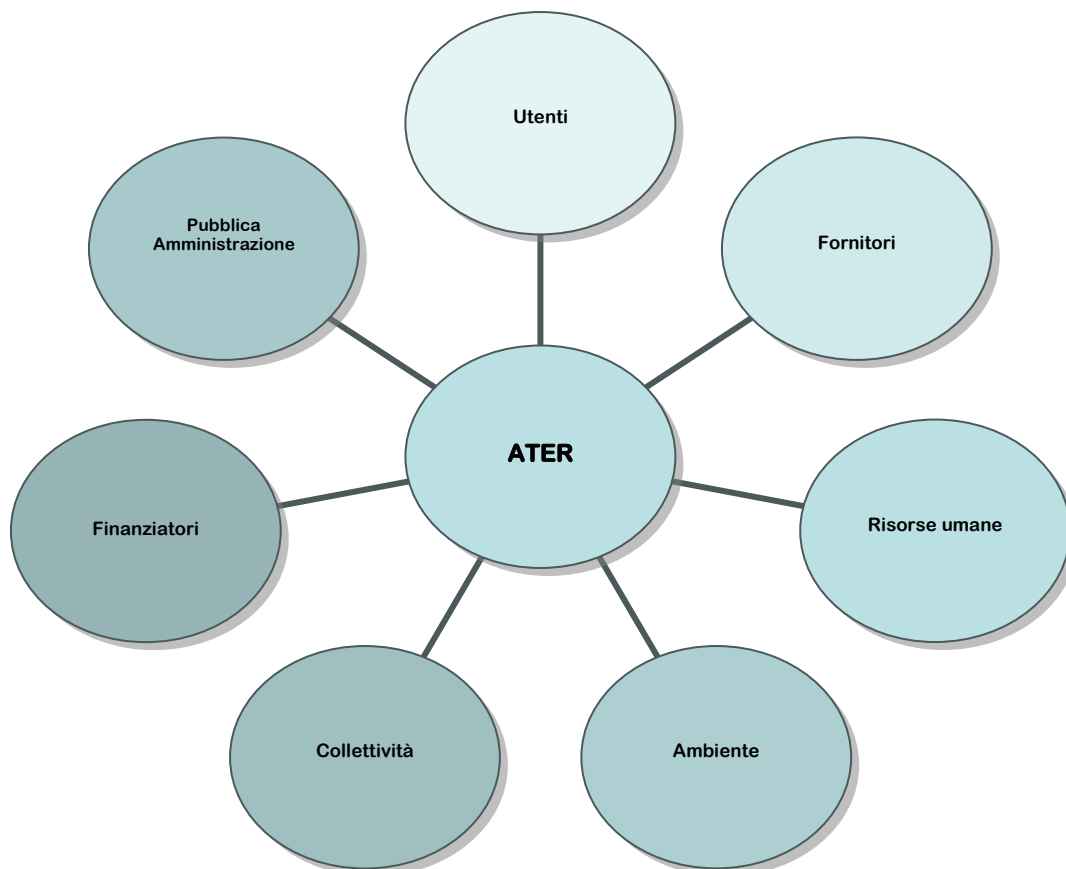 Utenti
Pubblica
Amministrazione
Fornitori
ATER
Finanziatori
Risorse umane
Collettività
Ambiente